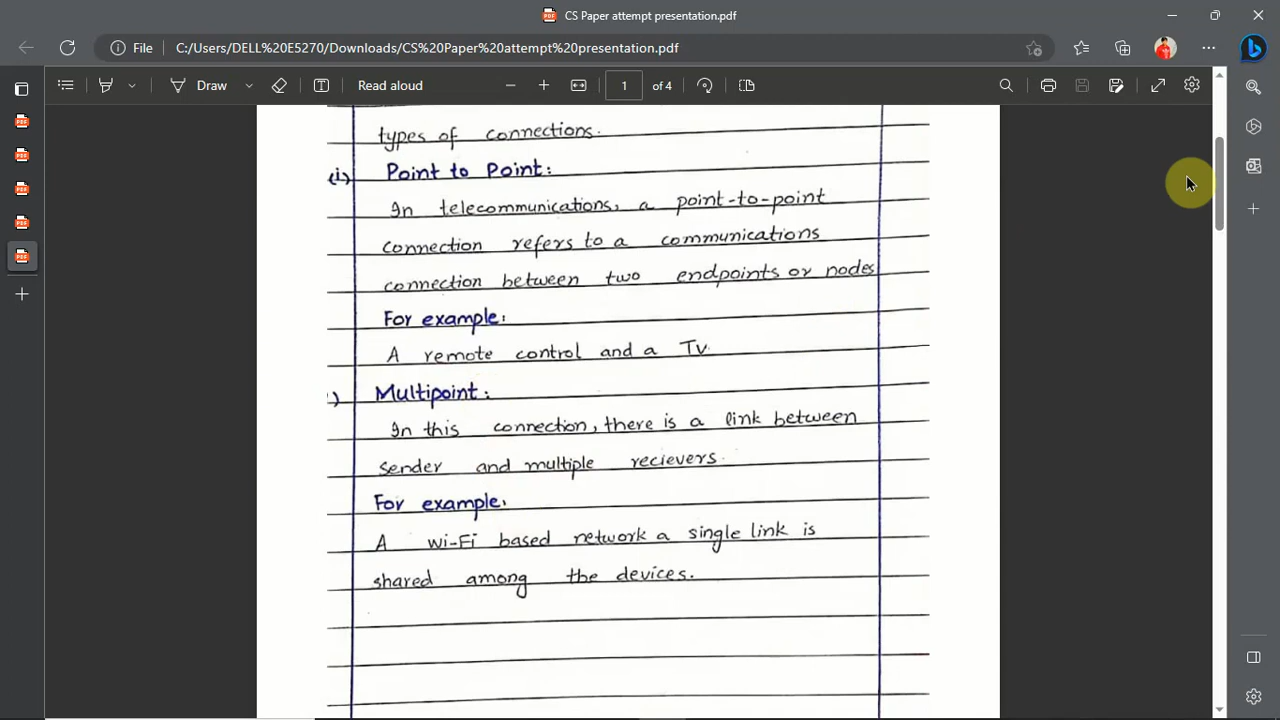 CS Paper attempt presentation.pdf
File C:/Users/DELL%20E5270/Downloads/CS%20Paper%20attempt%20presentation.pdf
Draw Read aloud 1 of 4
types of connections.
(i) Point to Point:
In telecommunications, a point-to-point
connection refers to a communications
connection between two endpoints or nodes
For example:
A remote control and a Tv.
) Multipoint:
In this connection, there is a link between
sender and multiple recievers.
For example.
A Wi-Fi based network a single link is
shared among the devices.